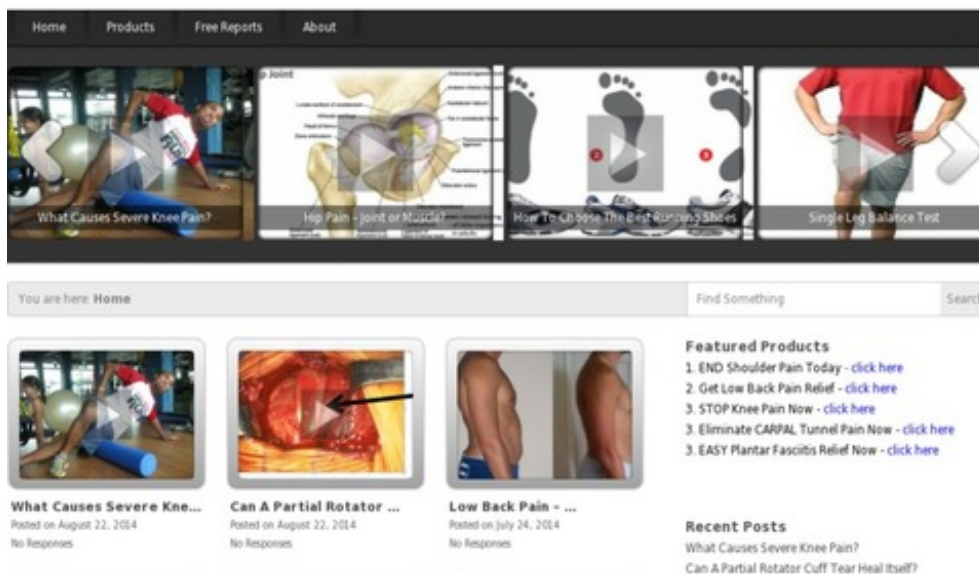 Home Products Free Reports About
p Joint
What Causes Severe Knee Pain?
Hip Pain - Joint or Muscle?
2 3
How To Choose The Best Running Shoes
Single Leg Balance Test
You are here: Home
Find Something
Search
What Causes Severe Kne...
Posted on August 22, 2014
No Responses
Can A Partial Rotator ...
Posted on August 22, 2014
No Responses
Low Back Pain – ...
Posted on July 24, 2014
No Responses
Featured Products
1. END Shoulder Pain Today - click here
2. Get Low Back Pain Relief - click here
3. STOP Knee Pain Now - click here
3. Eliminate CARPAL Tunnel Pain Now - click here
3. EASY Plantar Fasciitis Relief Now - click here
Recent Posts
What Causes Severe Knee Pain?
Can A Partial Rotator Cuff Tear Heal Itself?